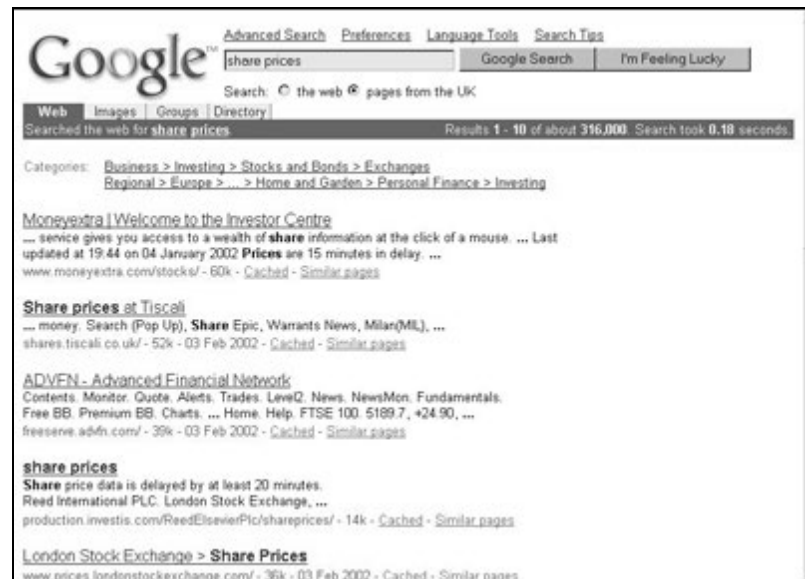 Google™
Advanced Search Preferences Language Tools Search Tips
share prices Google Search I'm Feeling Lucky
Search: the web pages from the UK
Web Images Groups Directory
Searched the web for share prices. Results 1 - 10 of about 316,000. Search took 0.18 seconds.
Categories: Business > Investing > Stocks and Bonds > Exchanges
Regional > Europe > ... > Home and Garden > Personal Finance > Investing
Moneyextra | Welcome to the Investor Centre
... service gives you access to a wealth of share information at the click of a mouse. ... Last
updated at 19:44 on 04 January 2002 Prices are 15 minutes in delay. ...
www.moneyextra.com/stocks/ - 60k - Cached - Similar pages
Share prices at Tiscali
... money. Search (Pop Up), Share Epic, Warrants News, Milan(MIL), ...
shares.tiscali.co.uk/ - 52k - 03 Feb 2002 - Cached - Similar pages
ADVFN - Advanced Financial Network
Contents. Monitor. Quote. Alerts. Trades. Level2. News. NewsMon. Fundamentals.
Free BB. Premium BB. Charts. ... Home. Help. FTSE 100. 5189.7, +24.90, ...
freeserve.advfn.com/ - 39k - 03 Feb 2002 - Cached - Similar pages
share prices
Share price data is delayed by at least 20 minutes.
Reed International PLC. London Stock Exchange, ...
production.investis.com/ReedElsevierPlc/shareprices/ - 14k - Cached - Similar pages
London Stock Exchange > Share Prices
www.prices.londonstockexchange.com/ - 36k - 03 Feb 2002 - Cached - Similar pages